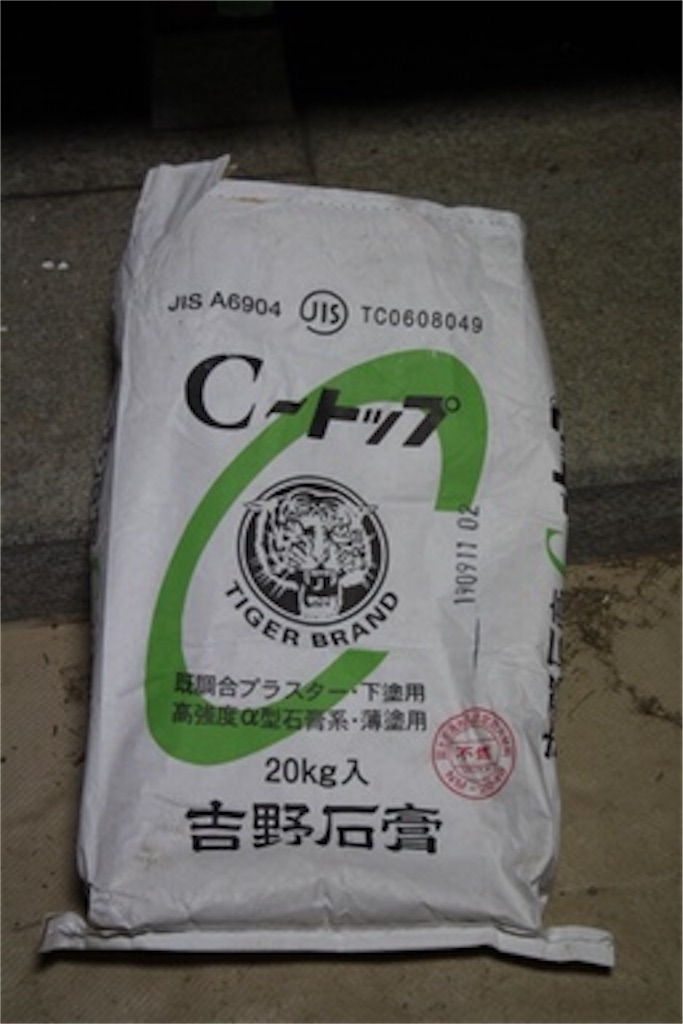 JIS A6904 JIS TC0608049
C-トップ
TIGER BRAND
190911 02
既調合プラスター・下塗用
高強度α型石膏系・薄塗用
不燃
20kg入
吉野石膏